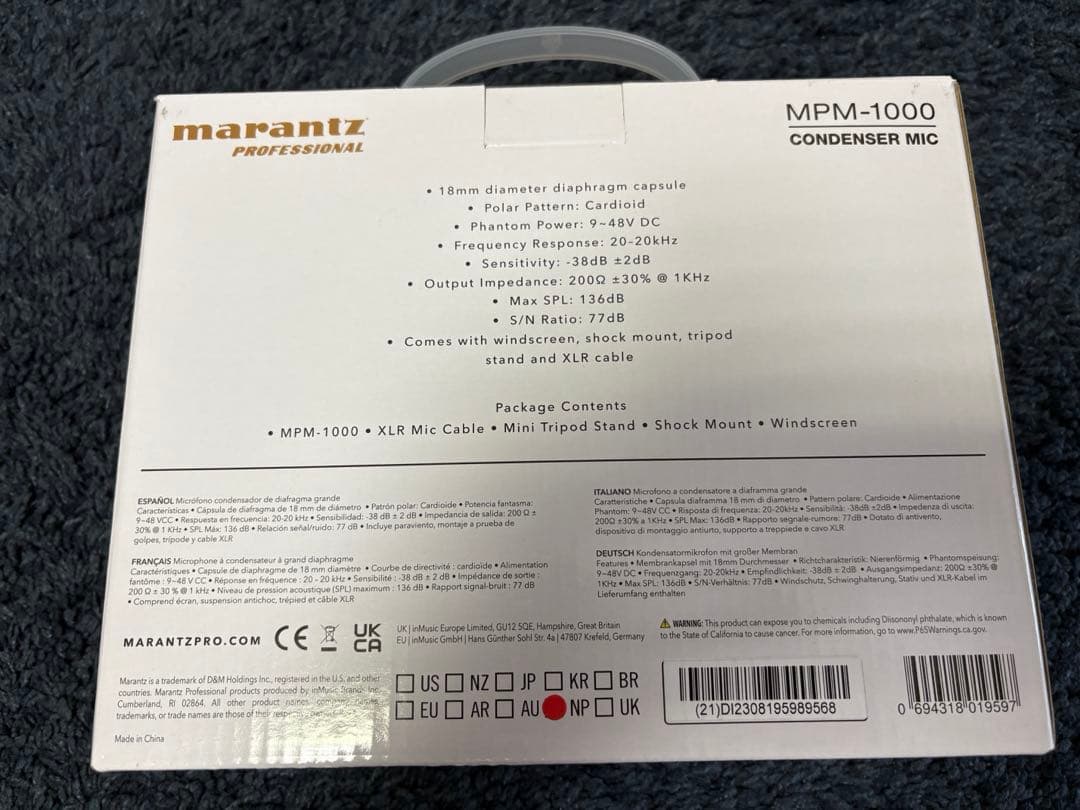 marantz
PROFESSIONAL
MPM-1000
CONDENSER MIC
• 18mm diameter diaphragm capsule
• Polar Pattern: Cardioid
• Phantom Power: 9~48V DC
• Frequency Response: 20-20kHz
• Sensitivity: -38dB ±2dB
• Output Impedance: 200Ω ±30% @ 1KHz
• Max SPL: 136dB
• S/N Ratio: 77dB
• Comes with windscreen, shock mount, tripod
stand and XLR cable
Package Contents
• MPM-1000 • XLR Mic Cable • Mini Tripod Stand • Shock Mount • Windscreen
ESPAÑOL Micrófono condensador de diafragma grande
Características • Cápsula de diafragma de 18 mm de diámetro • Patrón polar: Cardioide • Potencia fantasma:
9~48 VCC • Respuesta en frecuencia: 20-20 kHz • Sensibilidad: -38 dB ± 2 dB • Impedancia de salida: 200 Ω ±
30% @ 1 KHz • SPL Máx: 136 dB • Relación señal/ruido: 77 dB • Incluye paraviento, montaje a prueba de
golpes, trípode y cable XLR
FRANÇAIS Microphone à condensateur à grand diaphragme
Caractéristiques • Capsule de diaphragme de 18 mm diamètre • Courbe de directivité : cardioïde • Alimentation
fantôme : 9~48 V CC • Réponse en fréquence : 20 - 20 kHz • Sensibilité : -38 dB ± 2 dB • Impédance de sortie :
200 Ω ± 30 % @ 1 kHz • Niveau de pression acoustique (SPL) maximum : 136 dB • Rapport signal-bruit : 77 dB
• Comprend écran, suspension antichoc, trépied et câble XLR
ITALIANO Microfono a condensatore a diaframma grande
Caratteristiche • Capsula diaframma 18 mm di diametro • Pattern polare: Cardioide • Alimentazione
Phantom: 9~48V CC • Risposta di frequenza: 20-20kHz • Sensibilità: -38dB ±2dB • Impedenza di uscita:
200Ω ±30% a 1KHz • SPL Max: 136dB • Rapporto segnale-rumore: 77dB • Dotato di antivento,
dispositivo di montaggio antiurto, supporto a treppiede e cavo XLR
DEUTSCH Kondensatormikrofon mit großer Membran
Features • Membrankapsel mit 18mm Durchmesser • Richtcharakteristik: Nierenförmig • Phantomspeisung:
9~48V DC • Frequenzgang: 20-20kHz • Empfindlichkeit: -38dB ±2dB • Ausgangsimpedanz: 200Ω ±30% @
1KHz • Max SPL: 136dB • S/N-Verhältnis: 77dB • Windschutz, Schwinghalterung, Stativ und XLR-Kabel im
Lieferumfang enthalten
MARANTZPRO.COM
CE
UK
CA
UK | inMusic Europe Limited, GU12 5QE, Hampshire, Great Britain
EU | inMusic GmbH | Hans Günther Sohl Str. 4a | 47807 Krefeld, Germany
⚠ WARNING: This product can expose you to chemicals including Diisononyl phthalate, which is known
to the State of California to cause cancer. For more information, go to www.P65Warnings.ca.gov.
Marantz is a trademark of D&M Holdings Inc., registered in the U.S. and other
countries. Marantz Professional products produced by inMusic Brands, Inc.,
Cumberland, RI 02864. All other product names, company names,
trademarks, or trade names are those of their
Made in China
US NZ JP KR BR
EU AR AU NP UK
(21)DI2308195989568
0 694318 019597